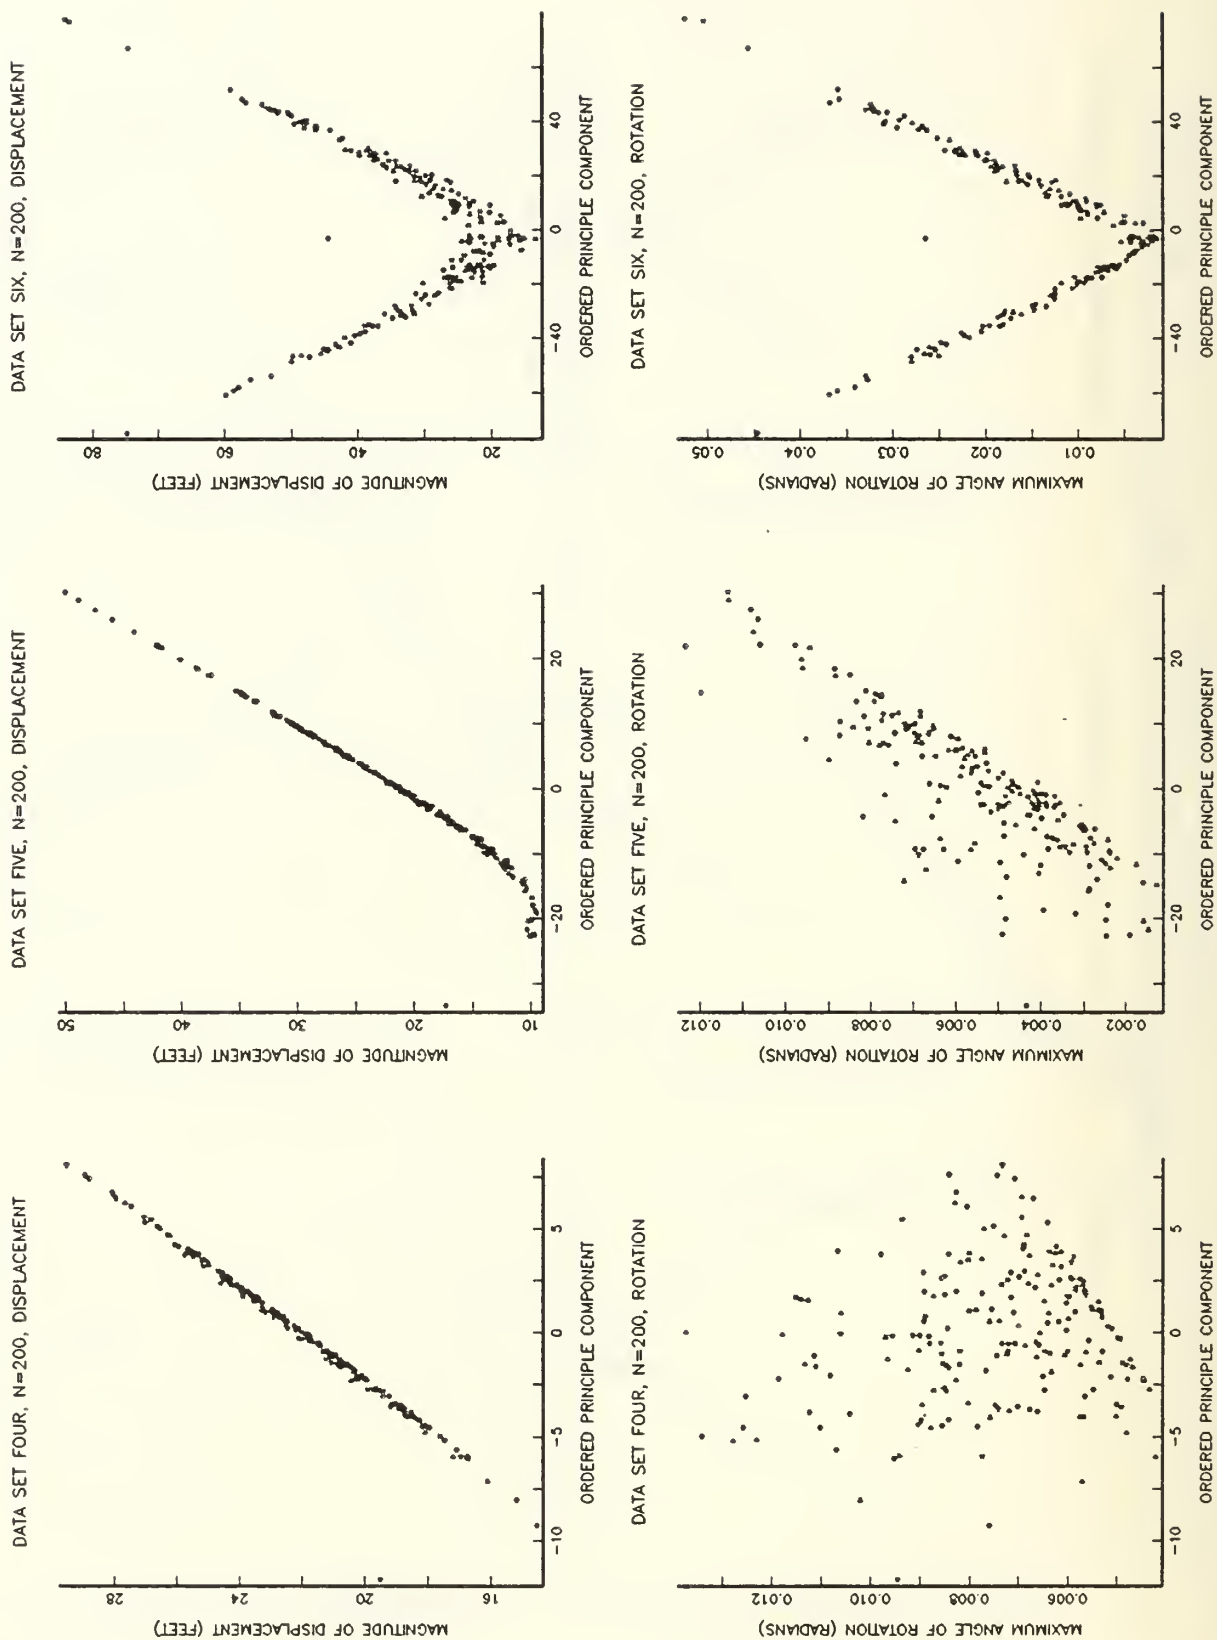 DATA SET FOUR, N=200, DISPLACEMENT
MAGNITUDE OF DISPLACEMENT (FEET)
28
24
20
16
-10
-5
0
5
ORDERED PRINCIPLE COMPONENT
DATA SET FIVE, N=200, DISPLACEMENT
MAGNITUDE OF DISPLACEMENT (FEET)
50
40
30
20
10
-20
0
20
ORDERED PRINCIPLE COMPONENT
DATA SET SIX, N=200, DISPLACEMENT
MAGNITUDE OF DISPLACEMENT (FEET)
80
60
40
20
-40
0
40
ORDERED PRINCIPLE COMPONENT
DATA SET FOUR, N=200, ROTATION
MAXIMUM ANGLE OF ROTATION (RADIANS)
0.012
0.010
0.008
0.006
-10
-5
0
5
ORDERED PRINCIPLE COMPONENT
DATA SET FIVE, N=200, ROTATION
MAXIMUM ANGLE OF ROTATION (RADIANS)
0.012
0.010
0.008
0.006
0.004
0.002
-20
0
20
ORDERED PRINCIPLE COMPONENT
DATA SET SIX, N=200, ROTATION
MAXIMUM ANGLE OF ROTATION (RADIANS)
0.05
0.04
0.03
0.02
0.01
-40
0
40
ORDERED PRINCIPLE COMPONENT